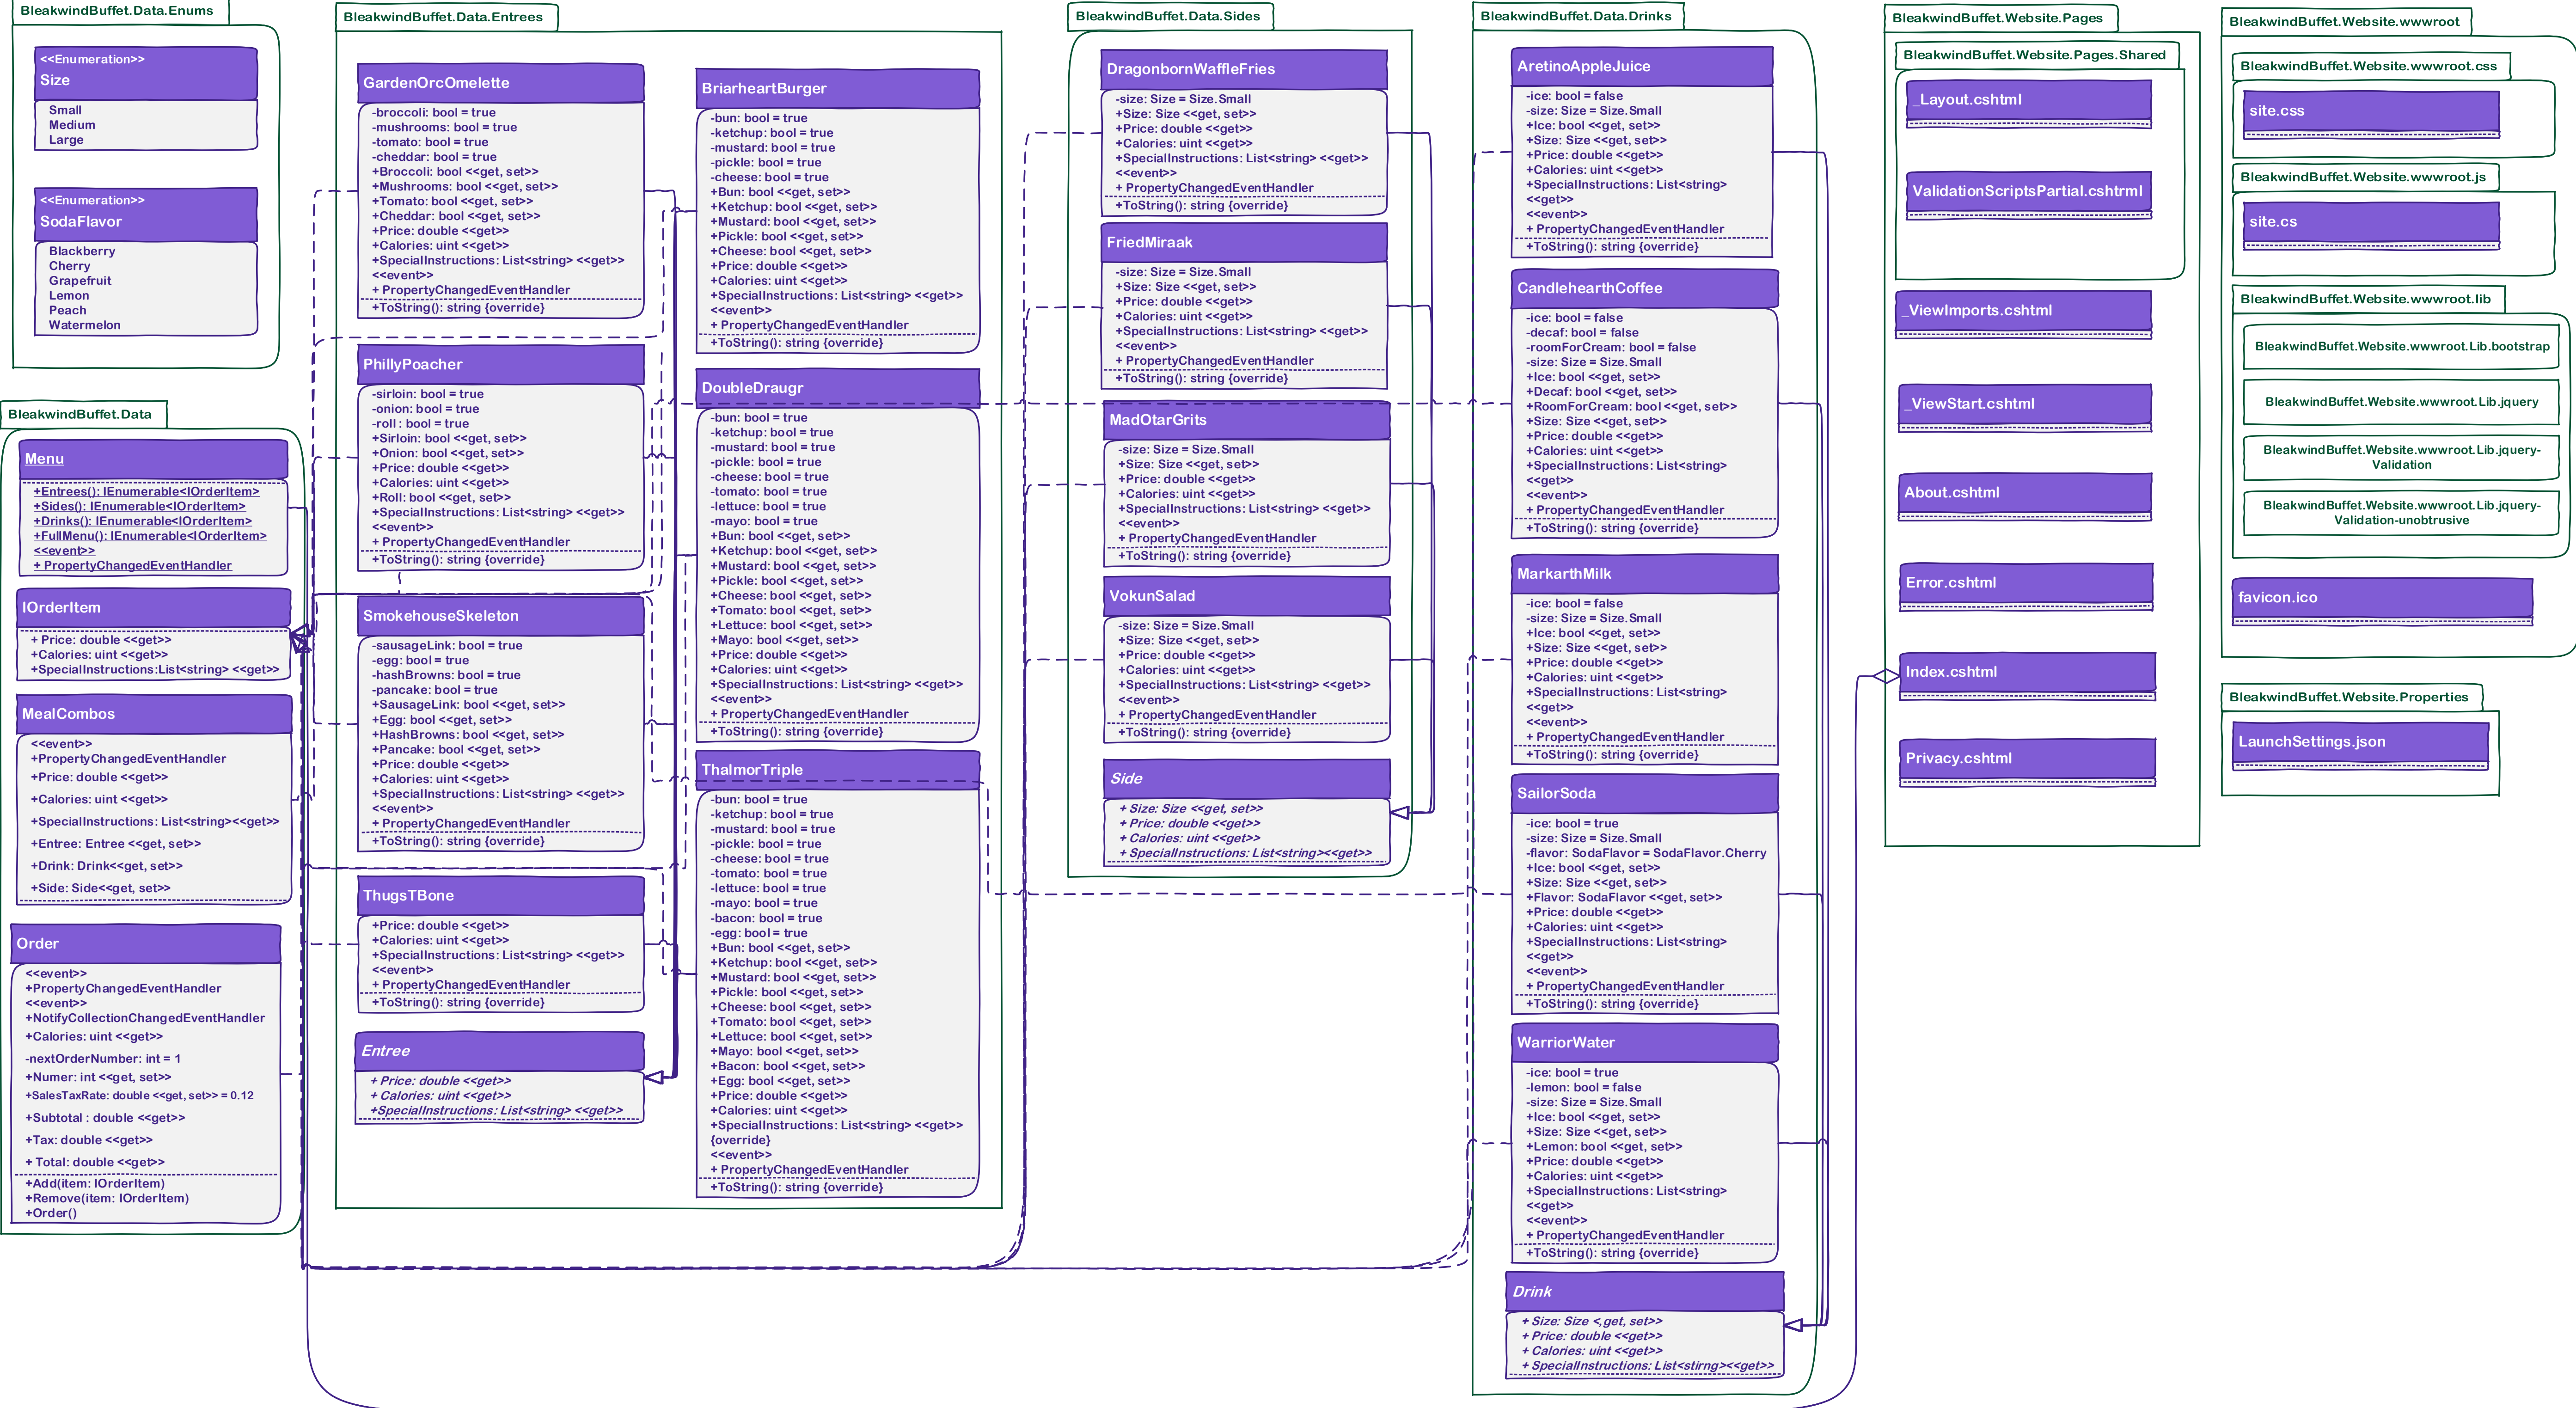 BleakwindBuffet.Data.Enums
<<Enumeration>>
Size
Small
Medium
Large
<<Enumeration>>
SodaFlavor
Blackberry
Cherry
Grapefruit
Lemon
Peach
Watermelon
BleakwindBuffet.Data
Menu
+Entrees(): IEnumerable<IOrderItem>
+Sides(): IEnumerable<IOrderItem>
+Drinks(): IEnumerable<IOrderItem>
+FullMenu(): IEnumerable<IOrderItem>
<<event>>
+ PropertyChangedEventHandler
IOrderItem
+ Price: double <<get>>
+Calories: uint <<get>>
+SpecialInstructions:List<string> <<get>>
MealCombos
<<event>>
+PropertyChangedEventHandler
+Price: double <<get>>
+Calories: uint <<get>>
+SpecialInstructions: List<string><<get>>
+Entree: Entree <<get, set>>
+Drink: Drink<<get, set>>
+Side: Side<<get, set>>
Order
<<event>>
+PropertyChangedEventHandler
<<event>>
+NotifyCollectionChangedEventHandler
+Calories: uint <<get>>
-nextOrderNumber: int = 1
+Numer: int <<get, set>>
+SalesTaxRate: double <<get, set>> = 0.12
+Subtotal : double <<get>>
+Tax: double <<get>>
+ Total: double <<get>>
+Add(item: IOrderItem)
+Remove(item: IOrderItem)
+Order()
BleakwindBuffet.Data.Entrees
GardenOrcOmelette
-broccoli: bool = true
-mushrooms: bool = true
-tomato: bool = true
-cheddar: bool = true
+Broccoli: bool <<get, set>>
+Mushrooms: bool <<get, set>>
+Tomato: bool <<get, set>>
+Cheddar: bool <<get, set>>
+Price: double <<get>>
+Calories: uint <<get>>
+SpecialInstructions: List<string> <<get>>
<<event>>
+ PropertyChangedEventHandler
+ToString(): string {override}
PhillyPoacher
-sirloin: bool = true
-onion: bool = true
-roll : bool = true
+Sirloin: bool <<get, set>>
+Onion: bool <<get, set>>
+Price: double <<get>>
+Calories: uint <<get>>
+Roll: bool <<get, set>>
+SpecialInstructions: List<string> <<get>>
<<event>>
+ PropertyChangedEventHandler
+ToString(): string {override}
SmokehouseSkeleton
-sausageLink: bool = true
-egg: bool = true
-hashBrowns: bool = true
-pancake: bool = true
+SausageLink: bool <<get, set>>
+Egg: bool <<get, set>>
+HashBrowns: bool <<get, set>>
+Pancake: bool <<get, set>>
+Price: double <<get>>
+Calories: uint <<get>>
+SpecialInstructions: List<string> <<get>>
<<event>>
+ PropertyChangedEventHandler
+ToString(): string {override}
ThugsTBone
+Price: double <<get>>
+Calories: uint <<get>>
+SpecialInstructions: List<string> <<get>>
<<event>>
+ PropertyChangedEventHandler
+ToString(): string {override}
Entree
+ Price: double <<get>>
+ Calories: uint <<get>>
+SpecialInstructions: List<string> <<get>>
BriarheartBurger
-bun: bool = true
-ketchup: bool = true
-mustard: bool = true
-pickle: bool = true
-cheese: bool = true
+Bun: bool <<get, set>>
+Ketchup: bool <<get, set>>
+Mustard: bool <<get, set>>
+Pickle: bool <<get, set>>
+Cheese: bool <<get, set>>
+Price: double <<get>>
+Calories: uint <<get>>
+SpecialInstructions: List<string> <<get>>
<<event>>
+ PropertyChangedEventHandler
+ToString(): string {override}
DoubleDraugr
-bun: bool = true
-ketchup: bool = true
-mustard: bool = true
-pickle: bool = true
-cheese: bool = true
-tomato: bool = true
-lettuce: bool = true
-mayo: bool = true
+Bun: bool <<get, set>>
+Ketchup: bool <<get, set>>
+Mustard: bool <<get, set>>
+Pickle: bool <<get, set>>
+Cheese: bool <<get, set>>
+Tomato: bool <<get, set>>
+Lettuce: bool <<get, set>>
+Mayo: bool <<get, set>>
+Price: double <<get>>
+Calories: uint <<get>>
+SpecialInstructions: List<string> <<get>>
<<event>>
+ PropertyChangedEventHandler
+ToString(): string {override}
ThalmorTriple
-bun: bool = true
-ketchup: bool = true
-mustard: bool = true
-pickle: bool = true
-cheese: bool = true
-tomato: bool = true
-lettuce: bool = true
-mayo: bool = true
-bacon: bool = true
-egg: bool = true
+Bun: bool <<get, set>>
+Ketchup: bool <<get, set>>
+Mustard: bool <<get, set>>
+Pickle: bool <<get, set>>
+Cheese: bool <<get, set>>
+Tomato: bool <<get, set>>
+Lettuce: bool <<get, set>>
+Mayo: bool <<get, set>>
+Bacon: bool <<get, set>>
+Egg: bool <<get, set>>
+Price: double <<get>>
+Calories: uint <<get>>
+SpecialInstructions: List<string> <<get>>
{override}
<<event>>
+ PropertyChangedEventHandler
+ToString(): string {override}
BleakwindBuffet.Data.Sides
DragonbornWaffleFries
-size: Size = Size.Small
+Size: Size <<get, set>>
+Price: double <<get>>
+Calories: uint <<get>>
+SpecialInstructions: List<string> <<get>>
<<event>>
+ PropertyChangedEventHandler
+ToString(): string {override}
FriedMiraak
-size: Size = Size.Small
+Size: Size <<get, set>>
+Price: double <<get>>
+Calories: uint <<get>>
+SpecialInstructions: List<string> <<get>>
<<event>>
+ PropertyChangedEventHandler
+ToString(): string {override}
MadOtarGrits
-size: Size = Size.Small
+Size: Size <<get, set>>
+Price: double <<get>>
+Calories: uint <<get>>
+SpecialInstructions: List<string> <<get>>
<<event>>
+ PropertyChangedEventHandler
+ToString(): string {override}
VokunSalad
-size: Size = Size.Small
+Size: Size <<get, set>>
+Price: double <<get>>
+Calories: uint <<get>>
+SpecialInstructions: List<string> <<get>>
<<event>>
+ PropertyChangedEventHandler
+ToString(): string {override}
Side
+ Size: Size <<get, set>>
+ Price: double <<get>>
+ Calories: uint <<get>>
+ SpecialInstructions: List<string><<get>>
BleakwindBuffet.Data.Drinks
AretinoAppleJuice
-ice: bool = false
-size: Size = Size.Small
+Ice: bool <<get, set>>
+Size: Size <<get, set>>
+Price: double <<get>>
+Calories: uint <<get>>
+SpecialInstructions: List<string>
<<get>>
<<event>>
+ PropertyChangedEventHandler
+ToString(): string {override}
CandlehearthCoffee
-ice: bool = false
-decaf: bool = false
-roomForCream: bool = false
-size: Size = Size.Small
+Ice: bool <<get, set>>
+Decaf: bool <<get, set>>
+RoomForCream: bool <<get, set>>
+Size: Size <<get, set>>
+Price: double <<get>>
+Calories: uint <<get>>
+SpecialInstructions: List<string>
<<get>>
<<event>>
+ PropertyChangedEventHandler
+ToString(): string {override}
MarkarthMilk
-ice: bool = false
-size: Size = Size.Small
+Ice: bool <<get, set>>
+Size: Size <<get, set>>
+Price: double <<get>>
+Calories: uint <<get>>
+SpecialInstructions: List<string>
<<get>>
<<event>>
+ PropertyChangedEventHandler
+ToString(): string {override}
SailorSoda
-ice: bool = true
-size: Size = Size.Small
-flavor: SodaFlavor = SodaFlavor.Cherry
+Ice: bool <<get, set>>
+Size: Size <<get, set>>
+Flavor: SodaFlavor <<get, set>>
+Price: double <<get>>
+Calories: uint <<get>>
+SpecialInstructions: List<string>
<<get>>
<<event>>
+ PropertyChangedEventHandler
+ToString(): string {override}
WarriorWater
-ice: bool = true
-lemon: bool = false
-size: Size = Size.Small
+Ice: bool <<get, set>>
+Size: Size <<get, set>>
+Lemon: bool <<get, set>>
+Price: double <<get>>
+Calories: uint <<get>>
+SpecialInstructions: List<string>
<<get>>
<<event>>
+ PropertyChangedEventHandler
+ToString(): string {override}
Drink
+ Size: Size <,get, set>>
+ Price: double <<get>>
+ Calories: uint <<get>>
+ SpecialInstructions: List<stirng><<get>>
BleakwindBuffet.Website.Pages
BleakwindBuffet.Website.Pages.Shared
_Layout.cshtml
ValidationScriptsPartial.cshtrml
_ViewImports.cshtml
_ViewStart.cshtml
About.cshtml
Error.cshtml
Index.cshtml
Privacy.cshtml
BleakwindBuffet.Website.wwwroot
BleakwindBuffet.Website.wwwroot.css
site.css
BleakwindBuffet.Website.wwwroot.js
site.cs
BleakwindBuffet.Website.wwwroot.lib
BleakwindBuffet.Website.wwwroot.Lib.bootstrap
BleakwindBuffet.Website.wwwroot.Lib.jquery
BleakwindBuffet.Website.wwwroot.Lib.jquery-
Validation
BleakwindBuffet.Website.wwwroot.Lib.jquery-
Validation-unobtrusive
favicon.ico
BleakwindBuffet.Website.Properties
LaunchSettings.json